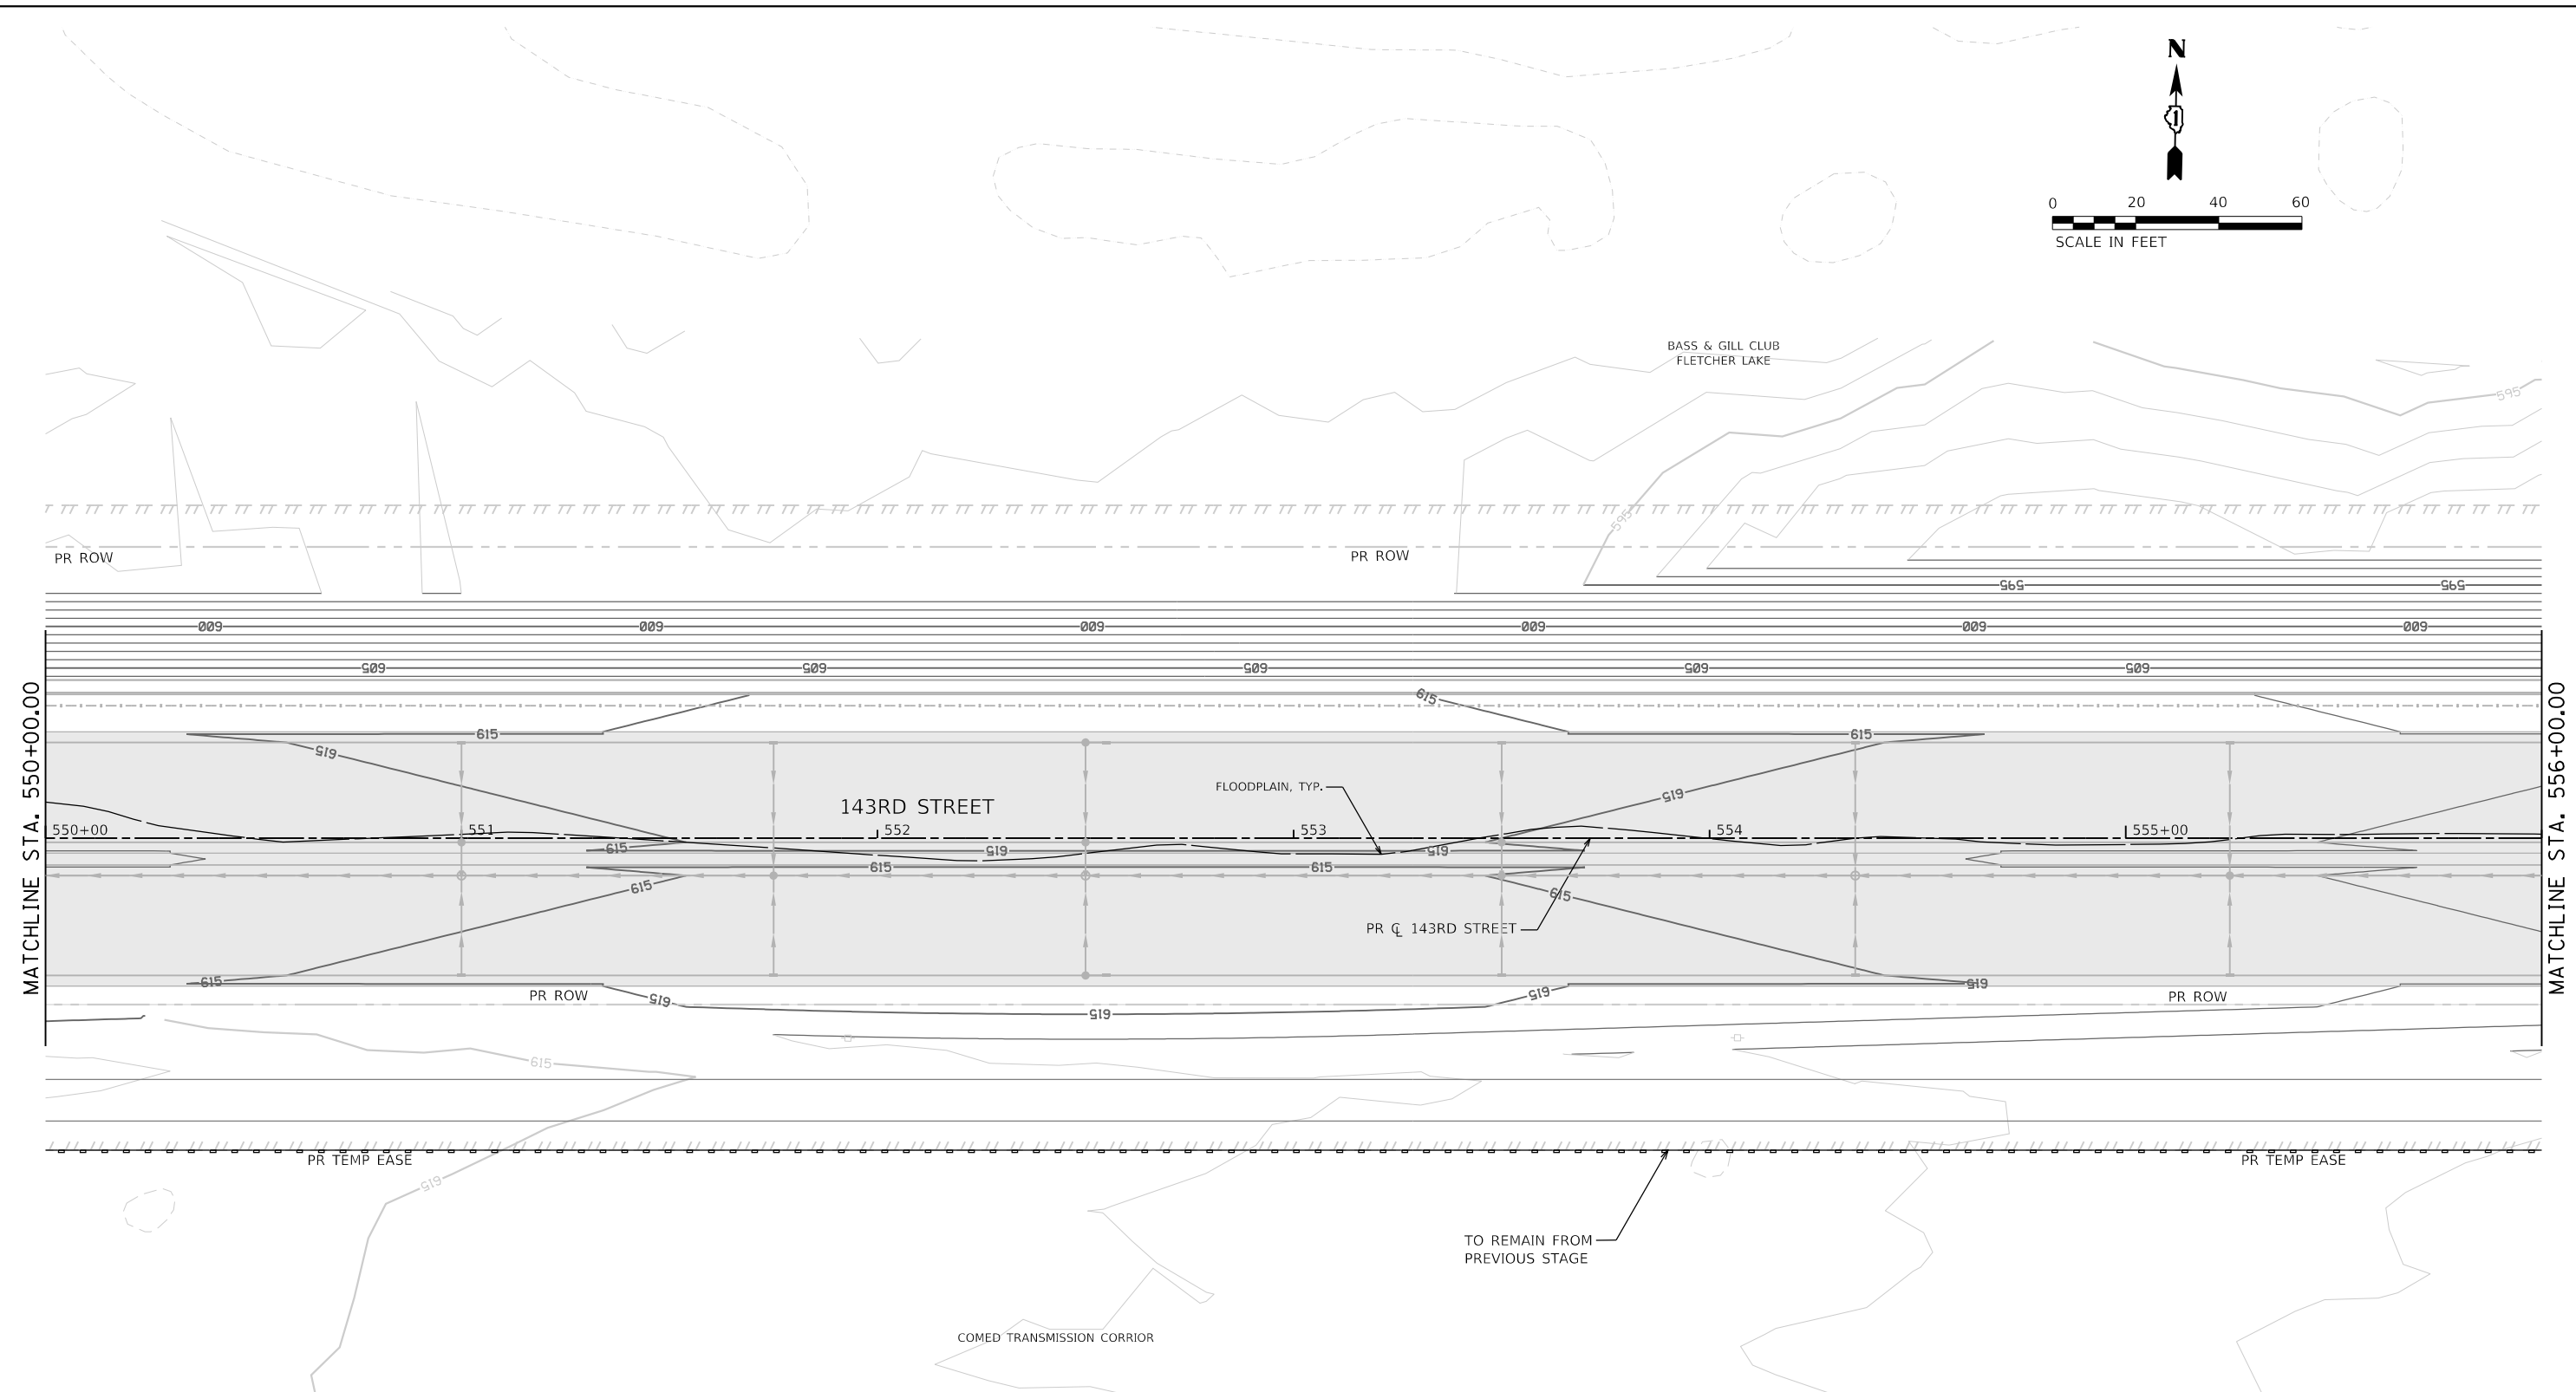 N
1
0 20 40 60
SCALE IN FEET
BASS & GILL CLUB
FLETCHER LAKE
595
595
PR ROW
PR ROW
595
595
600
600
600
600
600
600
605
605
605
605
605
MATCHLINE STA. 550+00.00
MATCHLINE STA. 556+00.00
615
615
615
615
FLOODPLAIN, TYP.
615
143RD STREET
550+00
551
552
553
554
555+00
615
615
615
615
615
615
615
PR ℄ 143RD STREET
615
615
PR ROW
615
615
PR ROW
615
615
PR TEMP EASE
PR TEMP EASE
615
TO REMAIN FROM
PREVIOUS STAGE
COMED TRANSMISSION CORRIOR